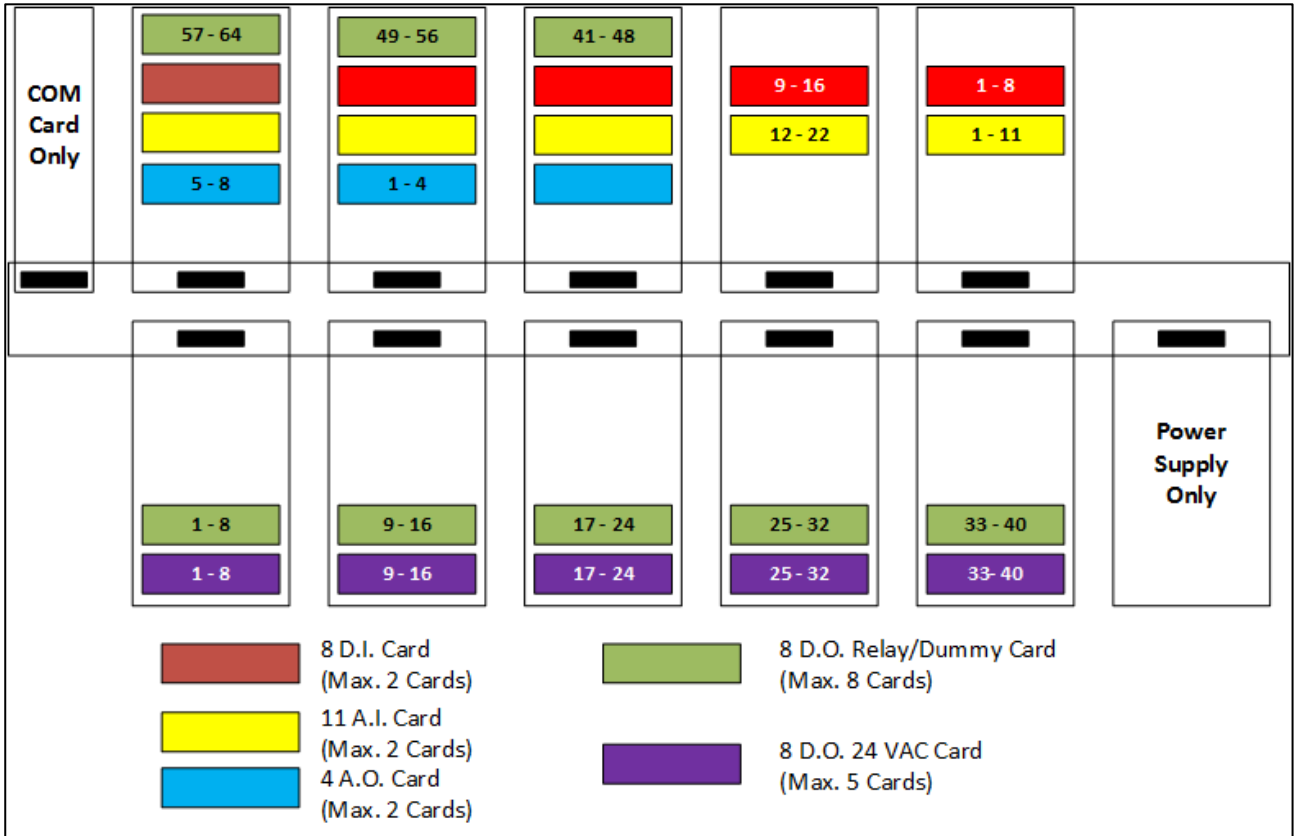 COM
Card
Only
57 - 64
49 - 56
41 - 48
9 - 16
1 - 8
12 - 22
1 - 11
5 - 8
1 - 4
1 - 8
9 - 16
17 - 24
25 - 32
33 - 40
1 - 8
9 - 16
17 - 24
25 - 32
33- 40
Power
Supply
Only
8 D.I. Card
(Max. 2 Cards)
11 A.I. Card
(Max. 2 Cards)
4 A.O. Card
(Max. 2 Cards)
8 D.O. Relay/Dummy Card
(Max. 8 Cards)
8 D.O. 24 VAC Card
(Max. 5 Cards)